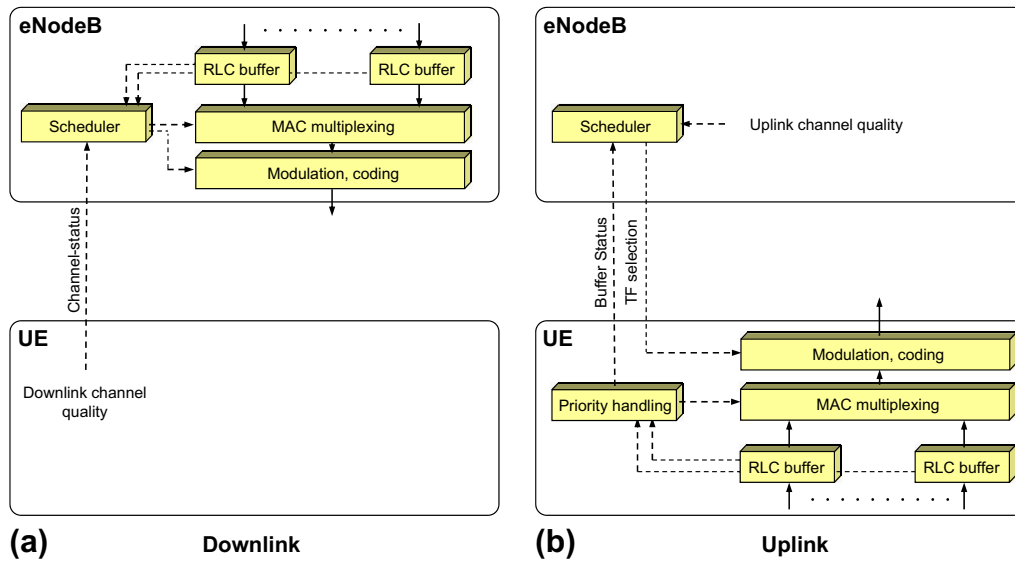 eNodeB
RLC buffer
RLC buffer
Scheduler
MAC multiplexing
Modulation, coding
Channel-status
UE
Downlink channel
quality
(a)
Downlink
eNodeB
Scheduler
Uplink channel quality
Buffer Status
TF selection
UE
Modulation, coding
Priority handling
MAC multiplexing
RLC buffer
RLC buffer
(b)
Uplink